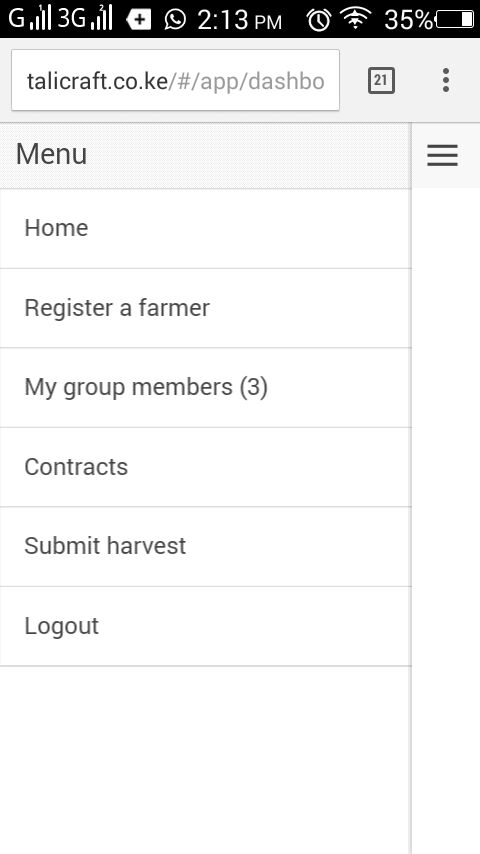 G 3G 2:13 PM 35%
talicraft.co.ke/#/app/dashbo 21
Menu
Home
Register a farmer
My group members (3)
Contracts
Submit harvest
Logout